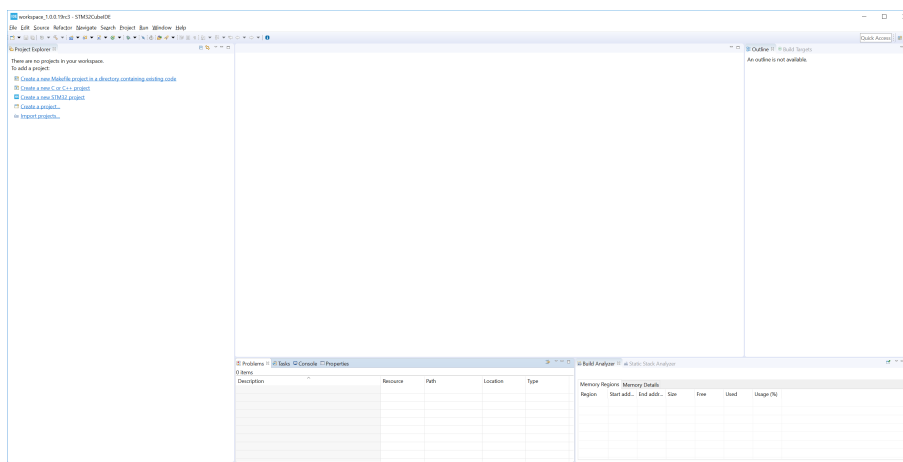 workspace_1.0.0.19rc5 - STM32CubeIDE
File Edit Source Refactor Navigate Search Project Run Window Help
Quick Access
Project Explorer
There are no projects in your workspace.
To add a project:
Create a new Makefile project in a directory containing existing code
Create a new C or C++ project
Create a new STM32 project
Create a project...
Import projects...
Outline Build Targets
An outline is not available.
Problems Tasks Console Properties
0 items
Description Resource Path Location Type
Build Analyzer Static Stack Analyzer
Memory Regions Memory Details
Region Start add... End addr... Size Free Used Usage (%)